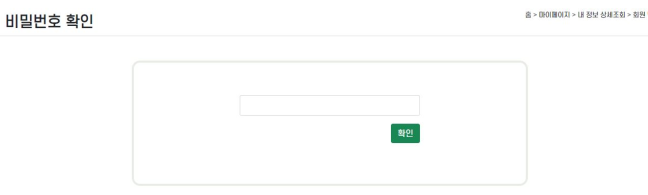 비밀번호 확인
홈 > 마이페이지 > 내 정보 상세조회 > 회원
확인